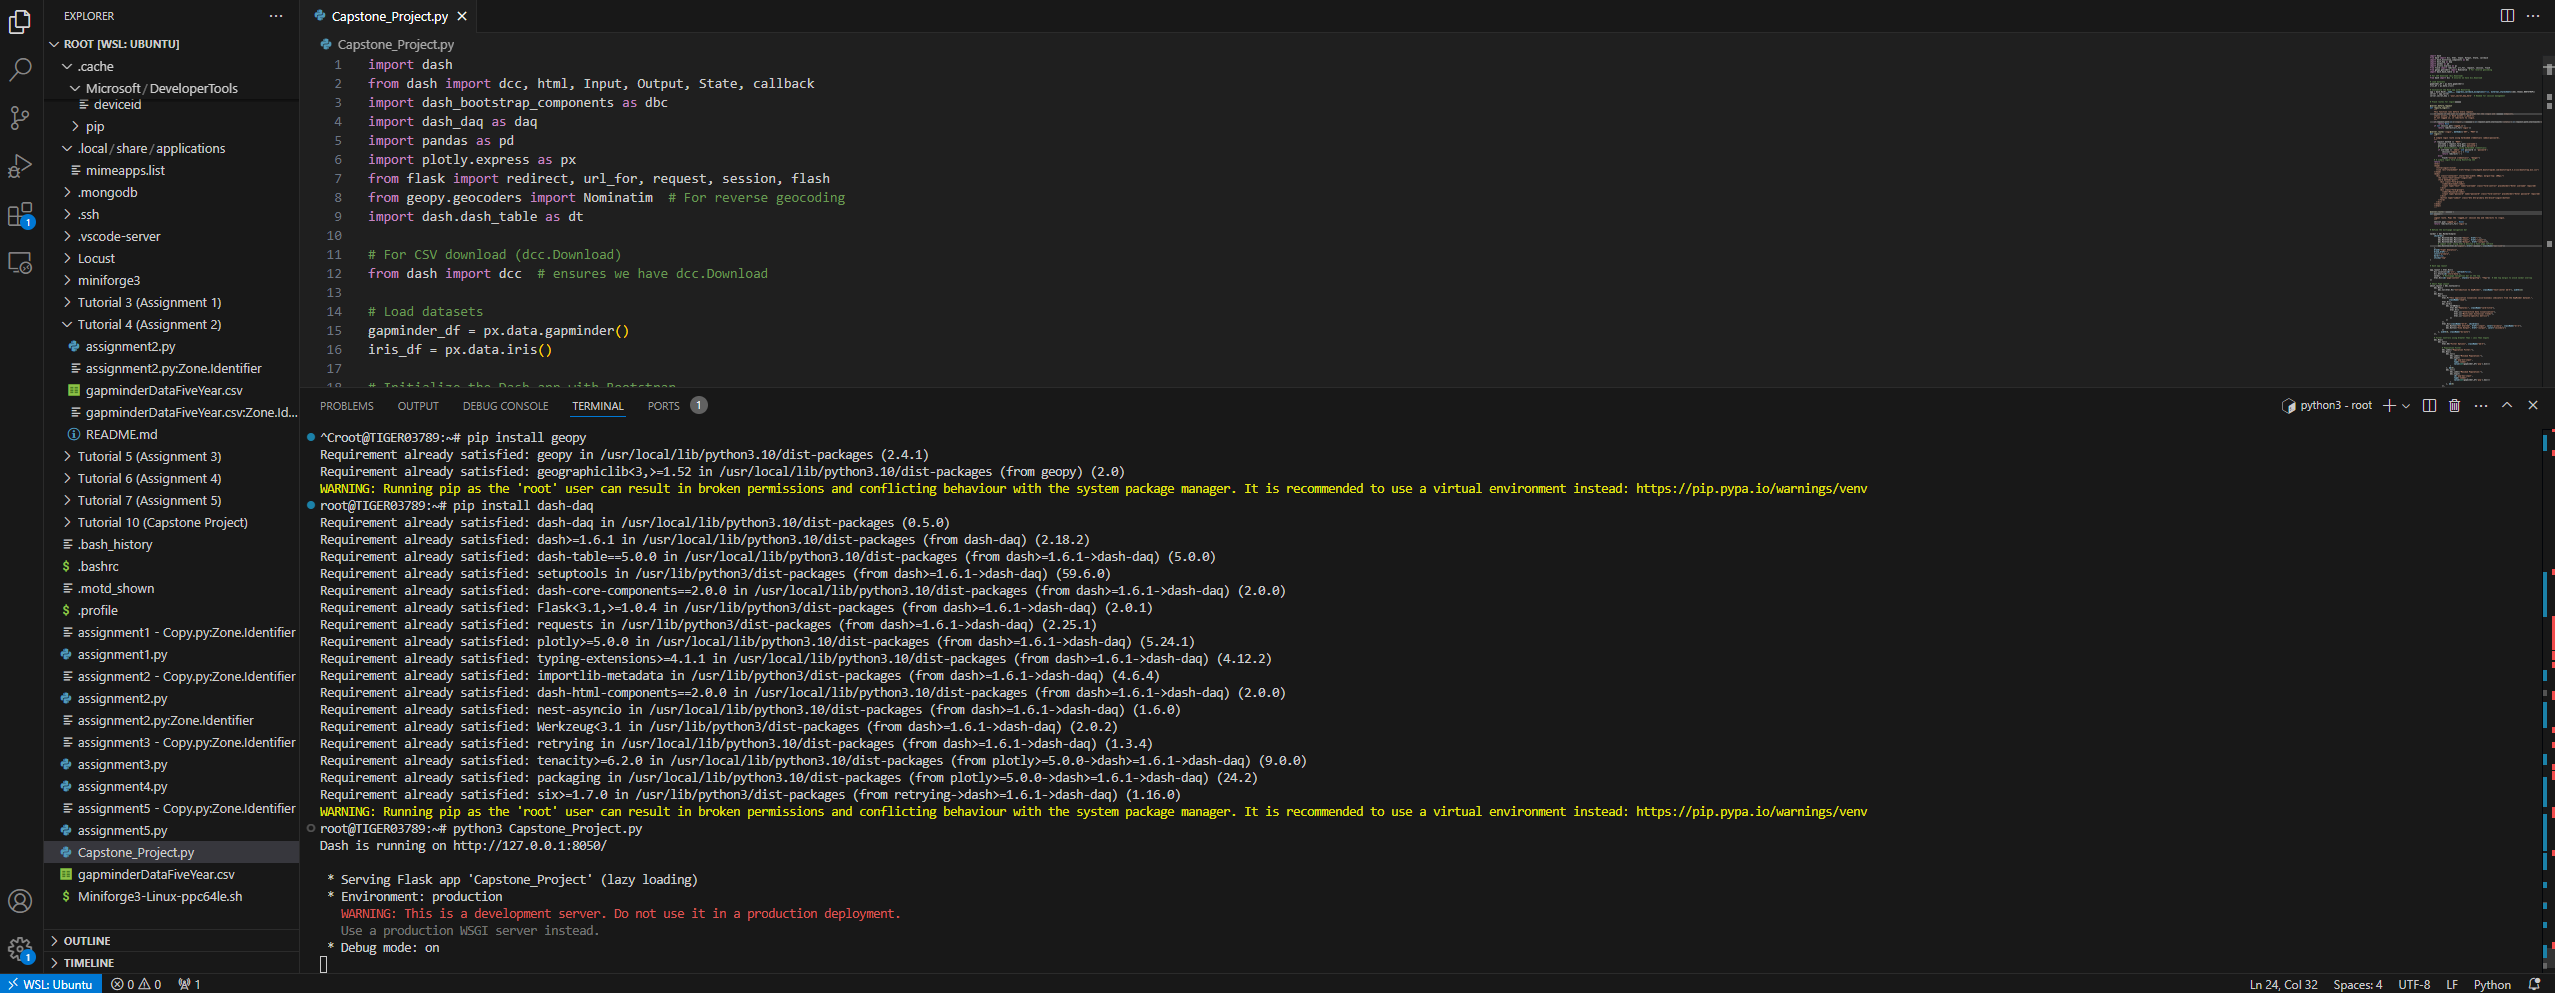 EXPLORER
ROOT [WSL: UBUNTU]
.cache
Microsoft / DeveloperTools
deviceid
pip
.local / share / applications
mimeapps.list
.mongodb
.ssh
.vscode-server
Locust
miniforge3
Tutorial 3 (Assignment 1)
Tutorial 4 (Assignment 2)
assignment2.py
assignment2.py:Zone.Identifier
gapminderDataFiveYear.csv
gapminderDataFiveYear.csv:Zone.Id...
README.md
Tutorial 5 (Assignment 3)
Tutorial 6 (Assignment 4)
Tutorial 7 (Assignment 5)
Tutorial 10 (Capstone Project)
.bash_history
.bashrc
.motd_shown
.profile
assignment1 - Copy.py:Zone.Identifier
assignment1.py
assignment2 - Copy.py:Zone.Identifier
assignment2.py
assignment2.py:Zone.Identifier
assignment3 - Copy.py:Zone.Identifier
assignment3.py
assignment4.py
assignment5 - Copy.py:Zone.Identifier
assignment5.py
Capstone_Project.py
gapminderDataFiveYear.csv
Miniforge3-Linux-ppc64le.sh
OUTLINE
TIMELINE
Capstone_Project.py
Capstone_Project.py
1 import dash
2 from dash import dcc, html, Input, Output, State, callback
3 import dash_bootstrap_components as dbc
4 import dash_daq as daq
5 import pandas as pd
6 import plotly.express as px
7 from flask import redirect, url_for, request, session, flash
8 from geopy.geocoders import Nominatim  # For reverse geocoding
9 import dash.dash_table as dt
10
11 # For CSV download (dcc.Download)
12 from dash import dcc  # ensures we have dcc.Download
13
14 # Load datasets
15 gapminder_df = px.data.gapminder()
16 iris_df = px.data.iris()
17
18 # Initialize the Dash app with Bootstrap
PROBLEMS OUTPUT DEBUG CONSOLE TERMINAL PORTS 1
python3 - root
^Croot@TIGER03789:~# pip install geopy
Requirement already satisfied: geopy in /usr/local/lib/python3.10/dist-packages (2.4.1)
Requirement already satisfied: geographiclib<3,>=1.52 in /usr/local/lib/python3.10/dist-packages (from geopy) (2.0)
WARNING: Running pip as the 'root' user can result in broken permissions and conflicting behaviour with the system package manager. It is recommended to use a virtual environment instead: https://pip.pypa.io/warnings/venv
root@TIGER03789:~# pip install dash-daq
Requirement already satisfied: dash-daq in /usr/local/lib/python3.10/dist-packages (0.5.0)
Requirement already satisfied: dash>=1.6.1 in /usr/local/lib/python3.10/dist-packages (from dash-daq) (2.18.2)
Requirement already satisfied: dash-table==5.0.0 in /usr/local/lib/python3.10/dist-packages (from dash>=1.6.1->dash-daq) (5.0.0)
Requirement already satisfied: setuptools in /usr/lib/python3/dist-packages (from dash>=1.6.1->dash-daq) (59.6.0)
Requirement already satisfied: dash-core-components==2.0.0 in /usr/local/lib/python3.10/dist-packages (from dash>=1.6.1->dash-daq) (2.0.0)
Requirement already satisfied: Flask<3.1,>=1.0.4 in /usr/lib/python3/dist-packages (from dash>=1.6.1->dash-daq) (2.0.1)
Requirement already satisfied: requests in /usr/lib/python3/dist-packages (from dash>=1.6.1->dash-daq) (2.25.1)
Requirement already satisfied: plotly>=5.0.0 in /usr/local/lib/python3.10/dist-packages (from dash>=1.6.1->dash-daq) (5.24.1)
Requirement already satisfied: typing-extensions>=4.1.1 in /usr/local/lib/python3.10/dist-packages (from dash>=1.6.1->dash-daq) (4.12.2)
Requirement already satisfied: importlib-metadata in /usr/lib/python3/dist-packages (from dash>=1.6.1->dash-daq) (4.6.4)
Requirement already satisfied: dash-html-components==2.0.0 in /usr/local/lib/python3.10/dist-packages (from dash>=1.6.1->dash-daq) (2.0.0)
Requirement already satisfied: nest-asyncio in /usr/local/lib/python3.10/dist-packages (from dash>=1.6.1->dash-daq) (1.6.0)
Requirement already satisfied: Werkzeug<3.1 in /usr/lib/python3/dist-packages (from dash>=1.6.1->dash-daq) (2.0.2)
Requirement already satisfied: retrying in /usr/local/lib/python3.10/dist-packages (from dash>=1.6.1->dash-daq) (1.3.4)
Requirement already satisfied: tenacity>=6.2.0 in /usr/local/lib/python3.10/dist-packages (from plotly>=5.0.0->dash>=1.6.1->dash-daq) (9.0.0)
Requirement already satisfied: packaging in /usr/local/lib/python3.10/dist-packages (from plotly>=5.0.0->dash>=1.6.1->dash-daq) (24.2)
Requirement already satisfied: six>=1.7.0 in /usr/lib/python3/dist-packages (from retrying->dash>=1.6.1->dash-daq) (1.16.0)
WARNING: Running pip as the 'root' user can result in broken permissions and conflicting behaviour with the system package manager. It is recommended to use a virtual environment instead: https://pip.pypa.io/warnings/venv
root@TIGER03789:~# python3 Capstone_Project.py
Dash is running on http://127.0.0.1:8050/
* Serving Flask app 'Capstone_Project' (lazy loading)
* Environment: production
WARNING: This is a development server. Do not use it in a production deployment.
Use a production WSGI server instead.
* Debug mode: on
WSL: Ubuntu 0 0 1 Ln 24, Col 32 Spaces: 4 UTF-8 LF Python